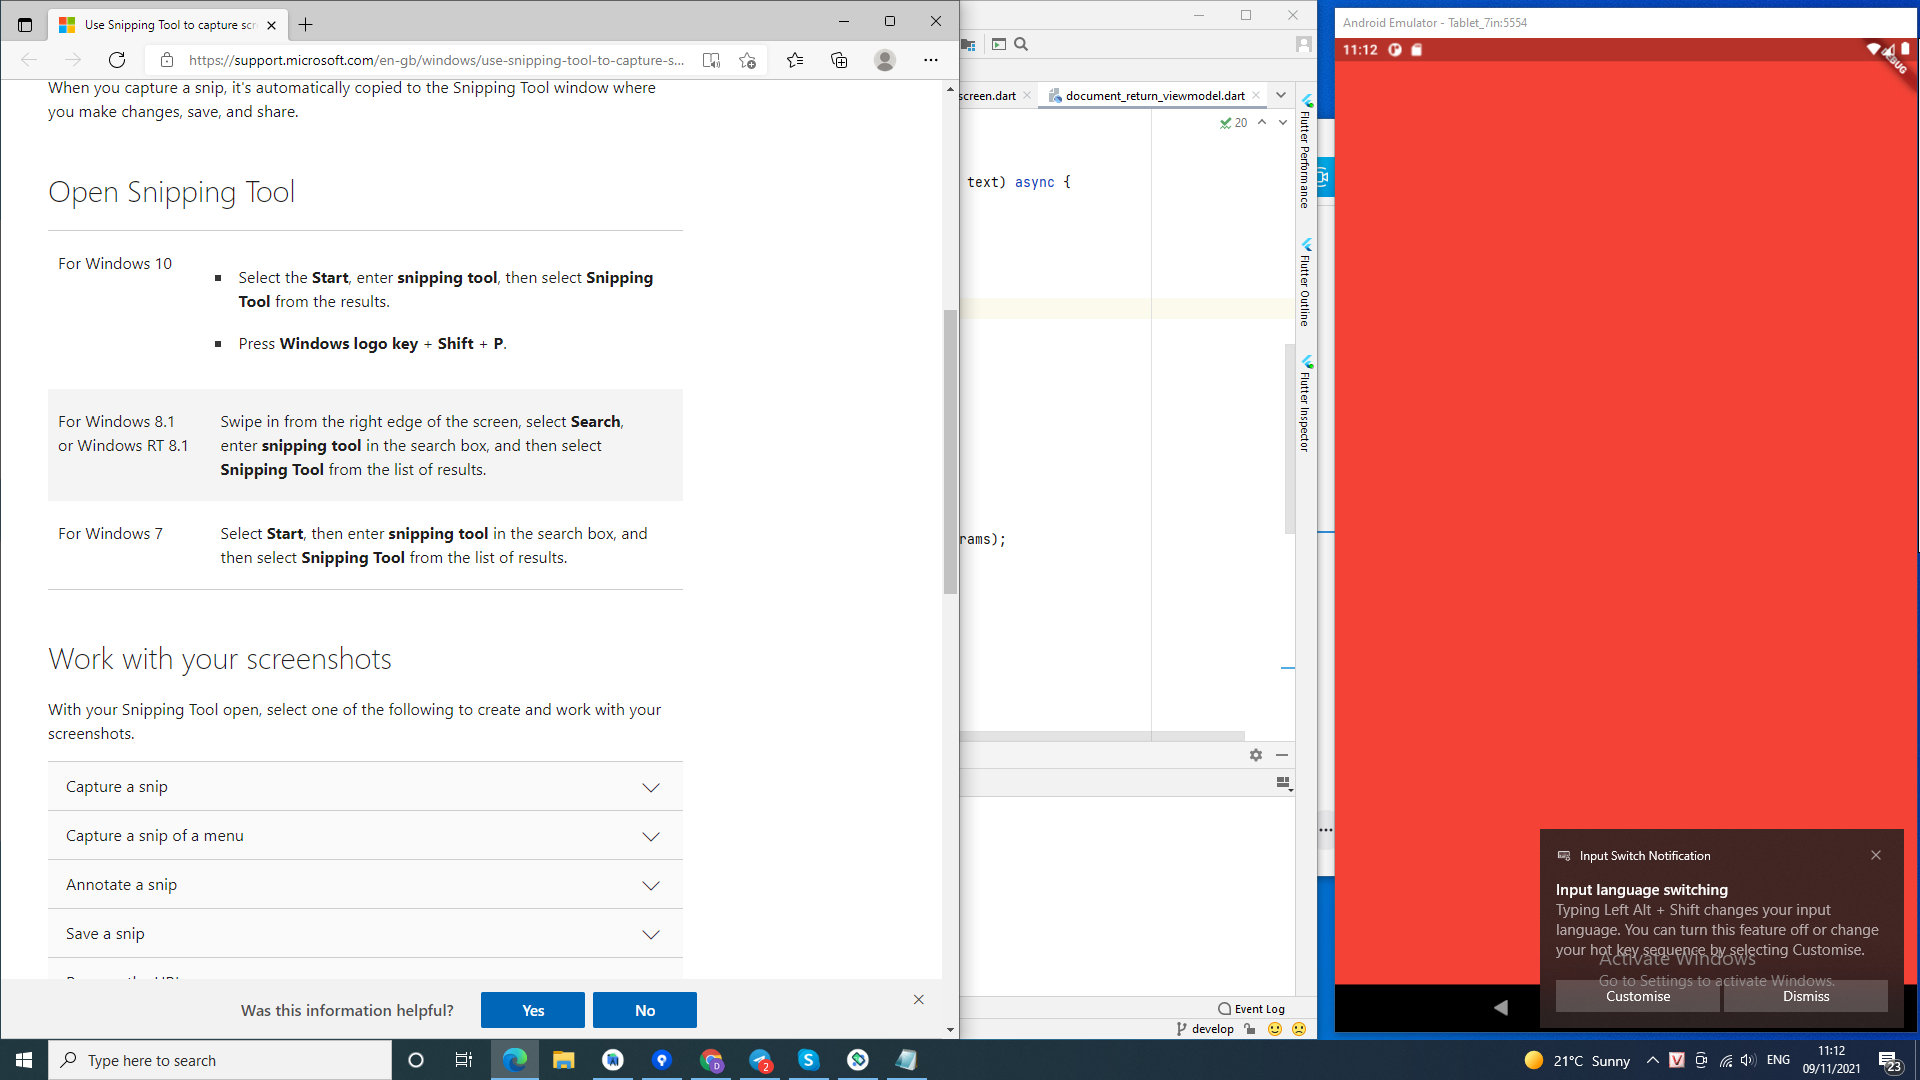 Use Snipping Tool to capture scr
https://support.microsoft.com/en-gb/windows/use-snipping-tool-to-capture-s...
When you capture a snip, it's automatically copied to the Snipping Tool window where
you make changes, save, and share.
Open Snipping Tool
For Windows 10
Select the Start, enter snipping tool, then select Snipping
Tool from the results.
Press Windows logo key + Shift + P.
For Windows 8.1
or Windows RT 8.1
Swipe in from the right edge of the screen, select Search,
enter snipping tool in the search box, and then select
Snipping Tool from the list of results.
For Windows 7
Select Start, then enter snipping tool in the search box, and
then select Snipping Tool from the list of results.
Work with your screenshots
With your Snipping Tool open, select one of the following to create and work with your
screenshots.
Capture a snip
Capture a snip of a menu
Annotate a snip
Save a snip
Was this information helpful?
Yes
No
screen.dart
document_return_viewmodel.dart
20
text) async {
rams);
Flutter Performance
Flutter Outline
Flutter Inspector
Event Log
develop
Android Emulator - Tablet_7in:5554
11:12
DEBUG
Input Switch Notification
Input language switching
Typing Left Alt + Shift changes your input
language. You can turn this feature off or change
your hot key sequence by selecting Customise.
Activate Windows
Go to Settings to activate Windows.
Customise
Dismiss
Type here to search
D
2
21°C Sunny
ENG
11:12
09/11/2021
23